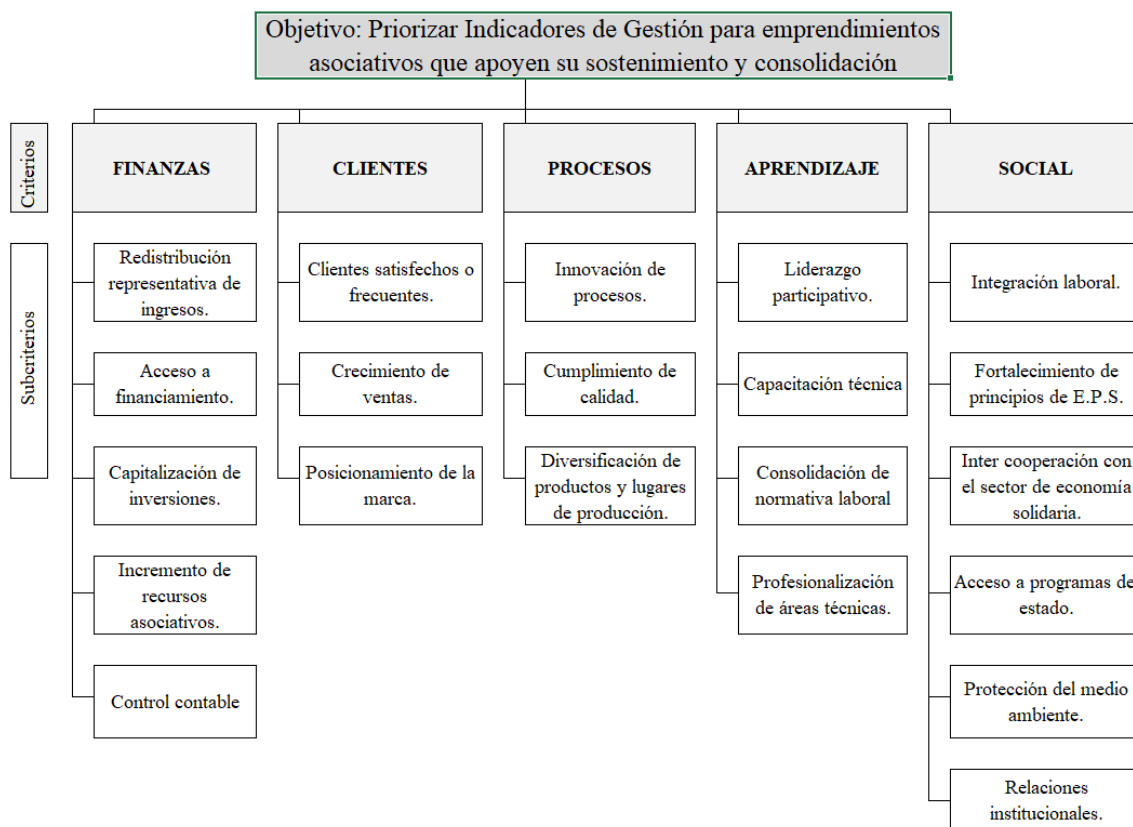 Objetivo: Priorizar Indicadores de Gestión para emprendimientos
asociativos que apoyen su sostenimiento y consolidación
Criterios
FINANZAS
CLIENTES
PROCESOS
APRENDIZAJE
SOCIAL
Subcriterios
Redistribución
representativa de
ingresos.
Clientes satisfechos o
frecuentes.
Innovación de
procesos.
Liderazgo
participativo.
Integración laboral.
Acceso a
financiamiento.
Crecimiento de
ventas.
Cumplimiento de
calidad.
Capacitación técnica
Fortalecimiento de
principios de E.P.S.
Capitalización de
inversiones.
Posicionamiento de la
marca.
Diversificación de
productos y lugares
de producción.
Consolidación de
normativa laboral
Inter cooperación con
el sector de economía
solidaria.
Incremento de
recursos
asociativos.
Profesionalización
de áreas técnicas.
Acceso a programas de
estado.
Control contable
Protección del medio
ambiente.
Relaciones
institucionales.